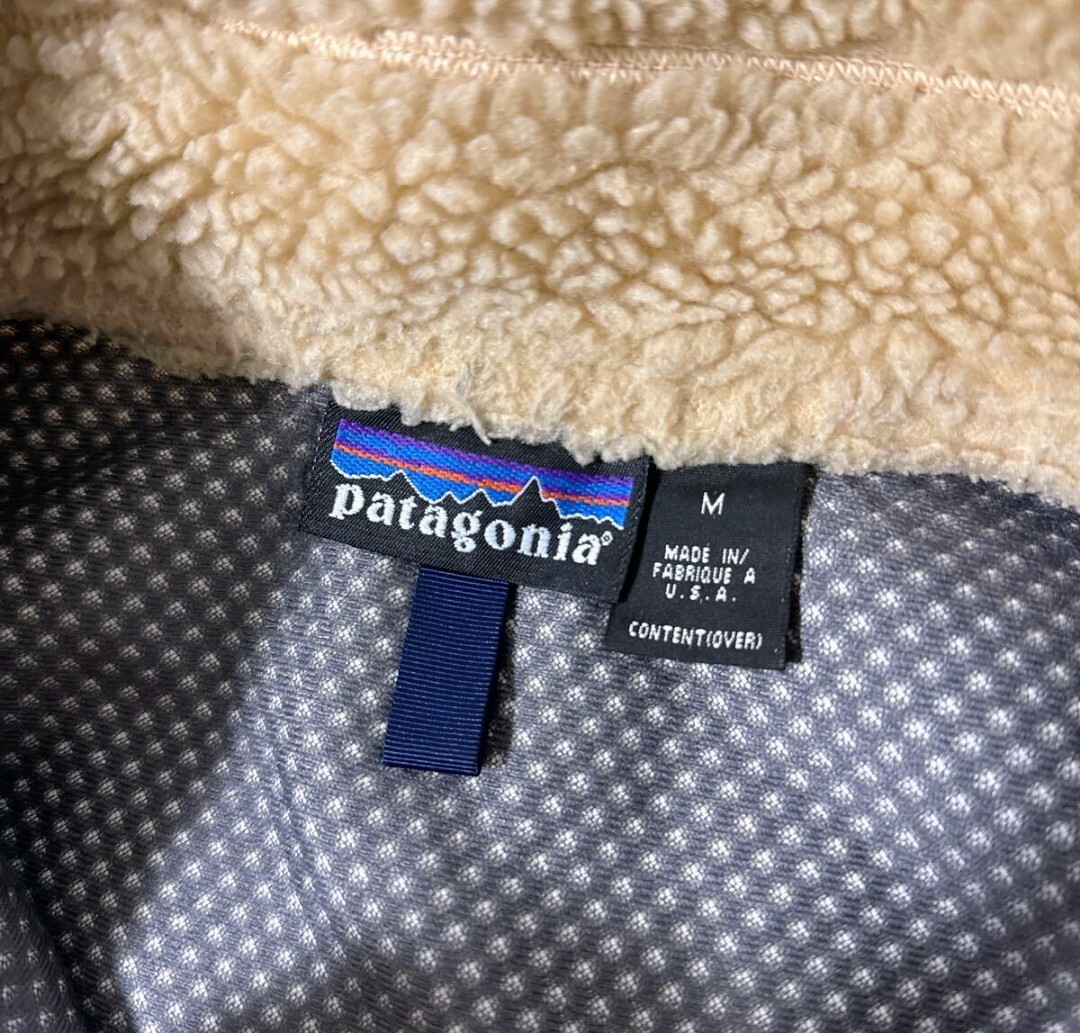 patagonia®
M
MADE IN/
FABRIQUE A
U.S.A.
CONTENT(OVER)